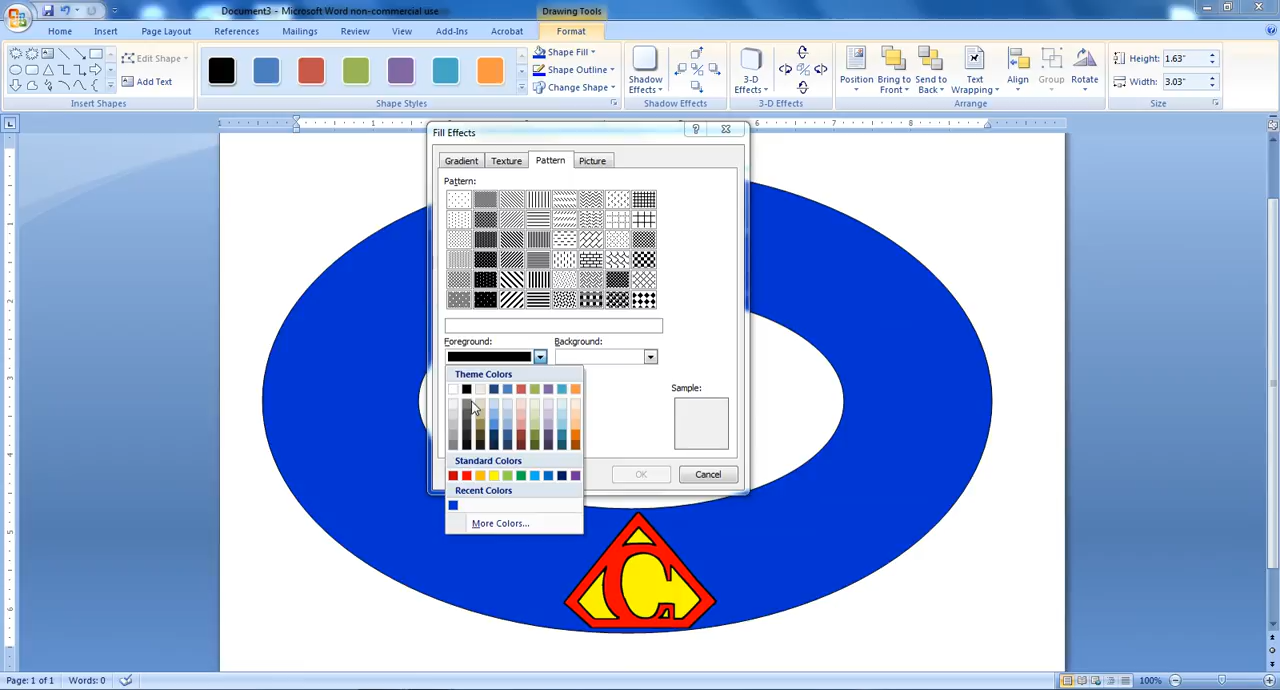 Document3 - Microsoft Word non-commercial use
Drawing Tools
Home Insert Page Layout References Mailings Review View Add-Ins Acrobat Format
Edit Shape
Add Text
Insert Shapes
Shape Fill
Shape Outline
Change Shape
Shape Styles
Shadow Effects
Shadow Effects
3-D Effects
3-D Effects
Position
Bring to Front
Send to Back
Text Wrapping
Align
Group
Rotate
Arrange
Height: 1.63"
Width: 3.03"
Size
Fill Effects
Gradient Texture Pattern Picture
Pattern:
Foreground: Background:
Theme Colors
Sample:
Standard Colors
Recent Colors
More Colors...
OK Cancel
G
Page: 1 of 1 Words: 0
100%